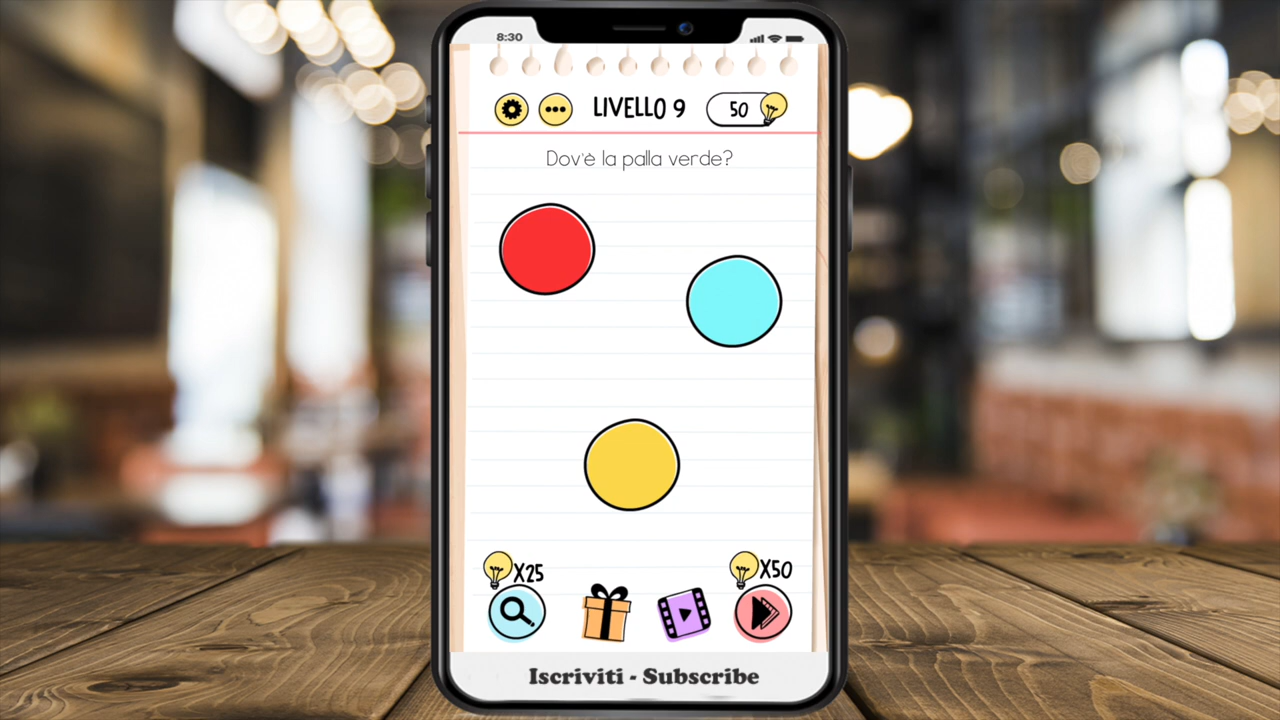 8:30
LIVELLO 9
50
Dov'è la palla verde?
X25
X50
Iscriviti - Subscribe